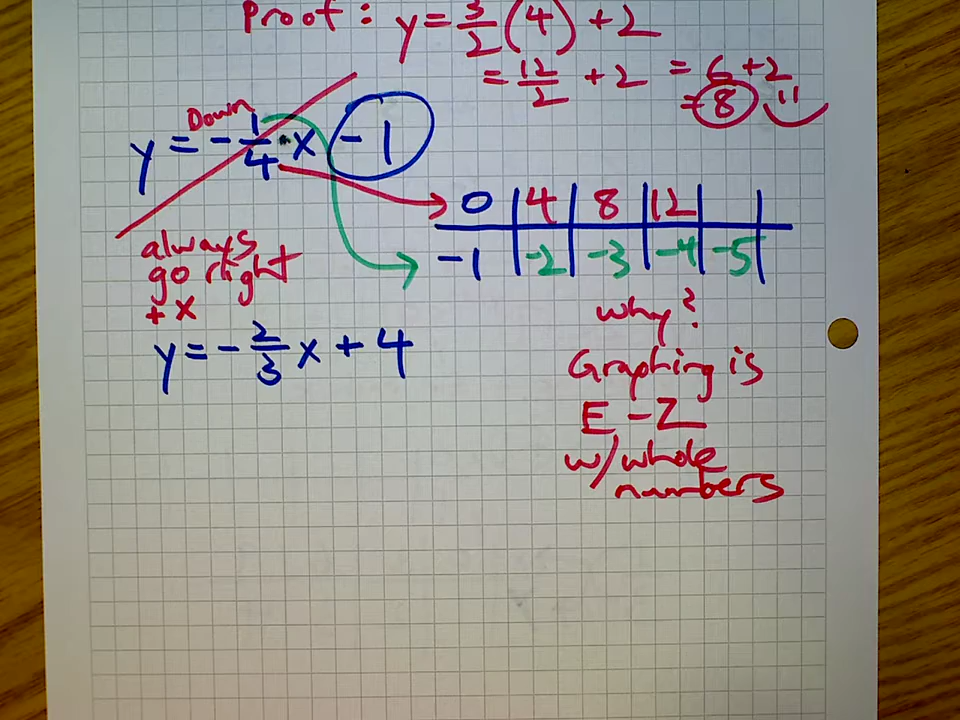 Proof: y = 3/2 (4) + 2
= 12/2 + 2 = 6 + 2
= 8
Down
y = - 1/4 · x - 1
0 | 4 | 8 | 12 |
-1 | -2 | -3 | -4 | -5 |
always
go right
+ x
why?
y = - 2/3 x + 4
Graphing is
E-Z
w/ whole
numbers